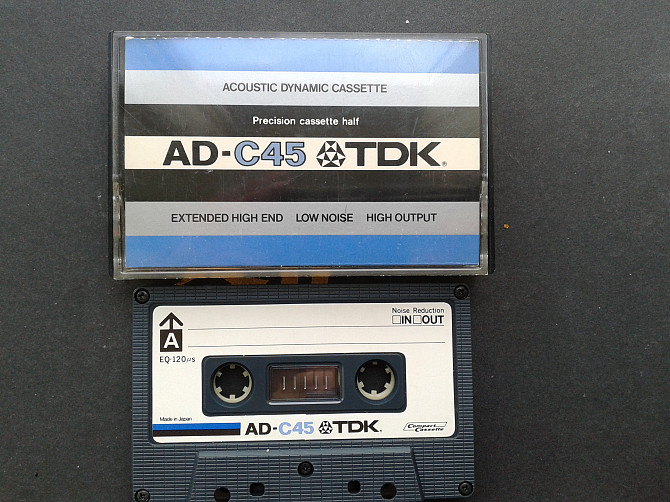 ACOUSTIC DYNAMIC CASSETTE
Precision cassette half
AD-C45 TDK®
EXTENDED HIGH END LOW NOISE HIGH OUTPUT
Noise Reduction
IN OUT
A
EQ-120μs
Made in Japan
AD-C45 TDK®
Compact Cassette